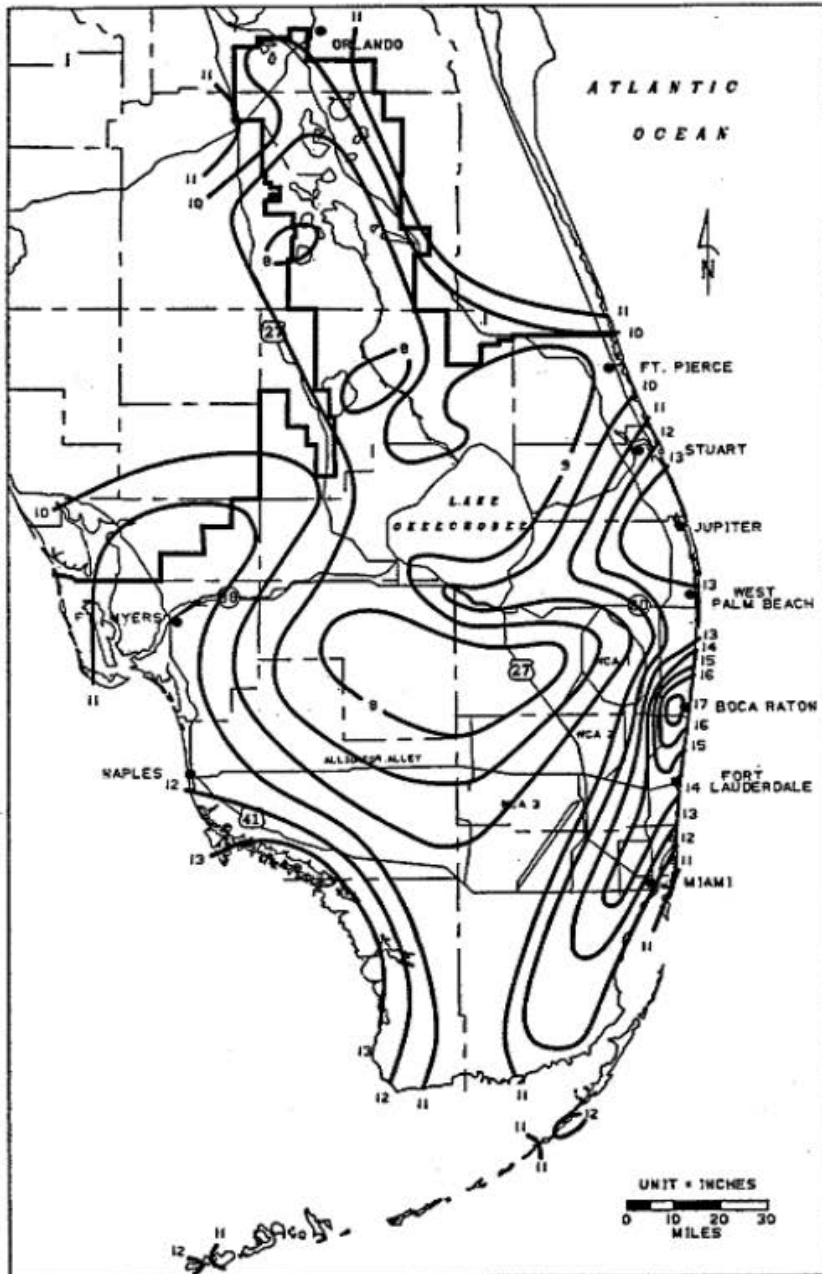 11
ORLANDO
11
ATLANTIC
OCEAN
11
10
N
8
27
11
10
8
FT. PIERCE
10
11
12
STUART
13
9
LAKE
OKEECHOBEE
10
JUPITER
13
WEST
PALM BEACH
80
FT. MYERS
13
14
WCA 1
15
27
16
11
8
17
BOCA RATON
WCA 2
16
15
ALLIGATOR ALLEY
NAPLES
FORT
14
LAUDERDALE
12
WCA 3
13
41
12
13
11
MIAMI
11
13
12
11
11
12
11
11
UNIT = INCHES
0 10 20 30
MILES
11
12